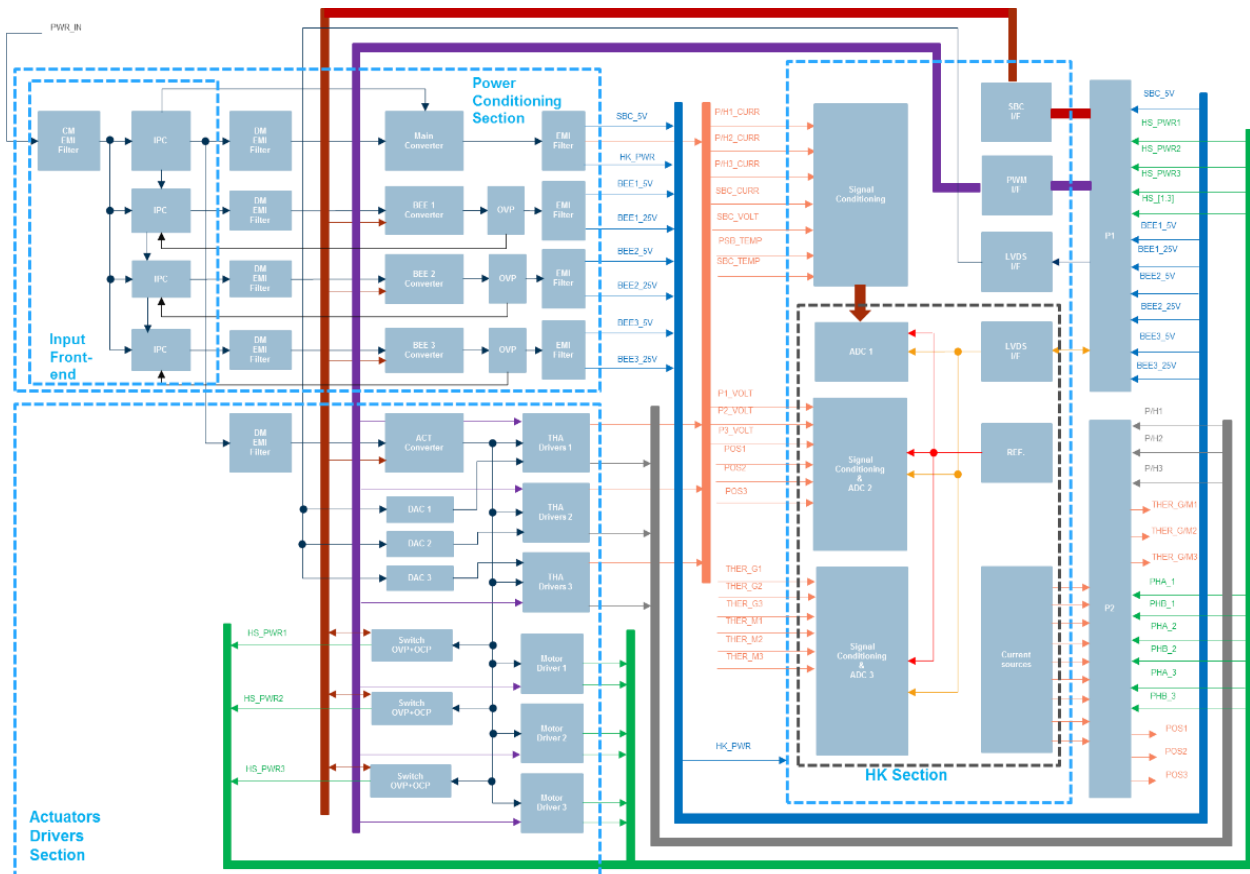 PWR_IN
Power
Conditioning
Section
CM
EMI
Filter
IPC
DM
EMI
Filter
Main
Converter
EMI
Filter
SBC_5V
HK_PWR
IPC
DM
EMI
Filter
BEE 1
Converter
OVP
EMI
Filter
BEE1_5V
BEE1_25V
IPC
DM
EMI
Filter
BEE 2
Converter
OVP
EMI
Filter
BEE2_5V
BEE2_25V
IPC
DM
EMI
Filter
BEE 3
Converter
OVP
EMI
Filter
BEE3_5V
BEE3_25V
Input
Front-
end
DM
EMI
Filter
ACT
Converter
THA
Drivers 1
DAC 1
THA
Drivers 2
DAC 2
DAC 3
THA
Drivers 3
HS_PWR1
Switch
OVP+OCP
Motor
Driver 1
HS_PWR2
Switch
OVP+OCP
Motor
Driver 2
HS_PWR3
Switch
OVP+OCP
Motor
Driver 3
Actuators
Drivers
Section
P/H1_CURR
P/H2_CURR
P/H3_CURR
SBC_CURR
SBC_VOLT
PSB_TEMP
SBC_TEMP
Signal
Conditioning
P1_VOLT
P2_VOLT
P3_VOLT
POS1
POS2
POS3
ADC 1
Signal
Conditioning
&
ADC 2
THER_G1
THER_G2
THER_G3
THER_M1
THER_M2
THER_M3
Signal
Conditioning
&
ADC 3
HK_PWR
SBC
I/F
PWM
I/F
LVDS
I/F
LVDS
I/F
REF.
Current
sources
HK Section
P1
SBC_5V
HS_PWR1
HS_PWR2
HS_PWR3
HS_[1.3]
BEE1_5V
BEE1_25V
BEE2_5V
BEE2_25V
BEE3_5V
BEE3_25V
P2
P/H1
P/H2
P/H3
THER_G/M1
THER_G/M2
THER_G/M3
PHA_1
PHB_1
PHA_2
PHB_2
PHA_3
PHB_3
POS1
POS2
POS3